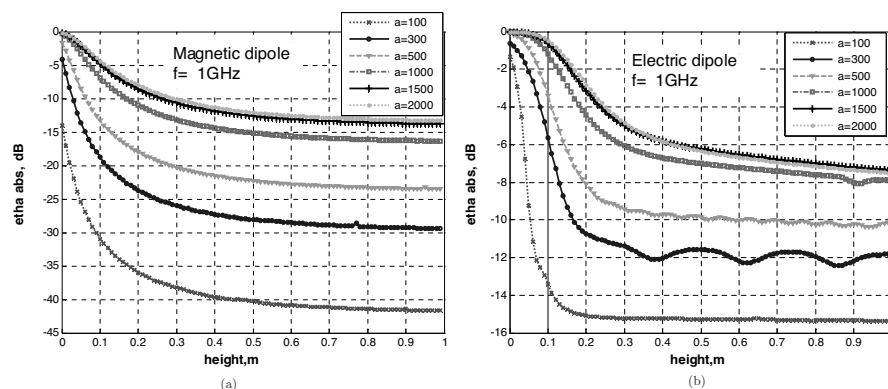 0
-5
-10
-15
-20
-25
-30
-35
-40
-45
etha abs, dB
Magnetic dipole
f= 1GHz
a=100
a=300
a=500
a=1000
a=1500
a=2000
0 0.1 0.2 0.3 0.4 0.5 0.6 0.7 0.8 0.9 1
height,m
(a)
0
-2
-4
-6
-8
-10
-12
-14
-16
etha abs, dB
Electric dipole
f= 1GHz
a=100
a=300
a=500
a=1000
a=1500
a=2000
0 0.1 0.2 0.3 0.4 0.5 0.6 0.7 0.8 0.9
height,m
(b)